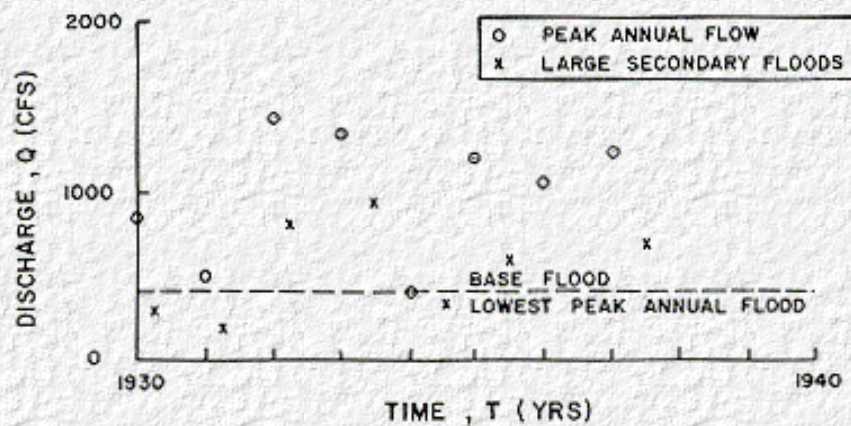 2000
o PEAK ANNUAL FLOW
x LARGE SECONDARY FLOODS
DISCHARGE , Q (CFS)
1000
BASE FLOOD
LOWEST PEAK ANNUAL FLOOD
0
1930
1940
TIME , T (YRS)